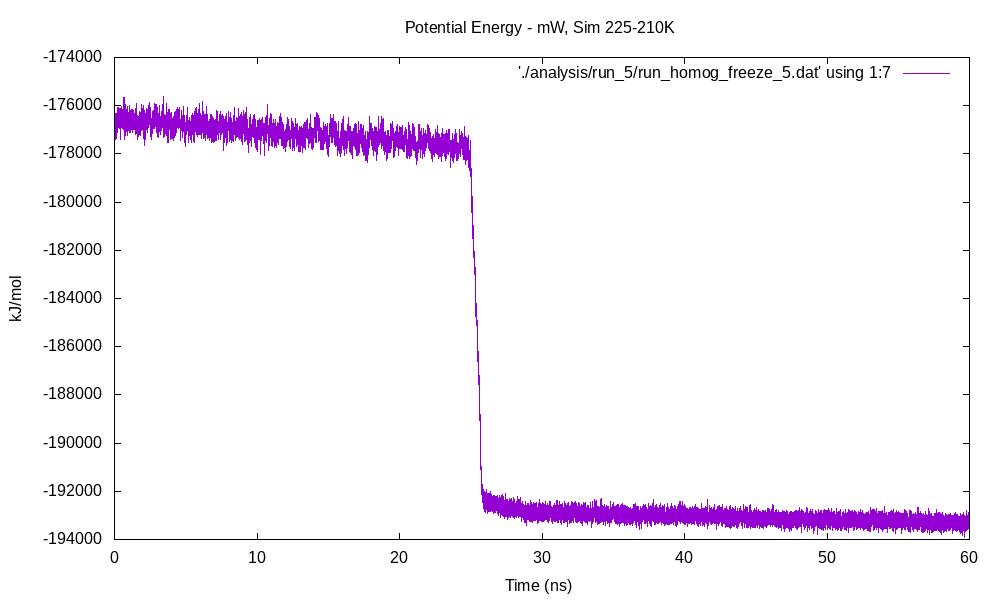 Potential Energy - mW, Sim 225-210K
-174000
'./analysis/run_5/run_homog_freeze_5.dat' using 1:7
-176000
-178000
-180000
-182000
-184000
kJ/mol
-186000
-188000
-190000
-192000
-194000
0 10 20 30 40 50 60
Time (ns)